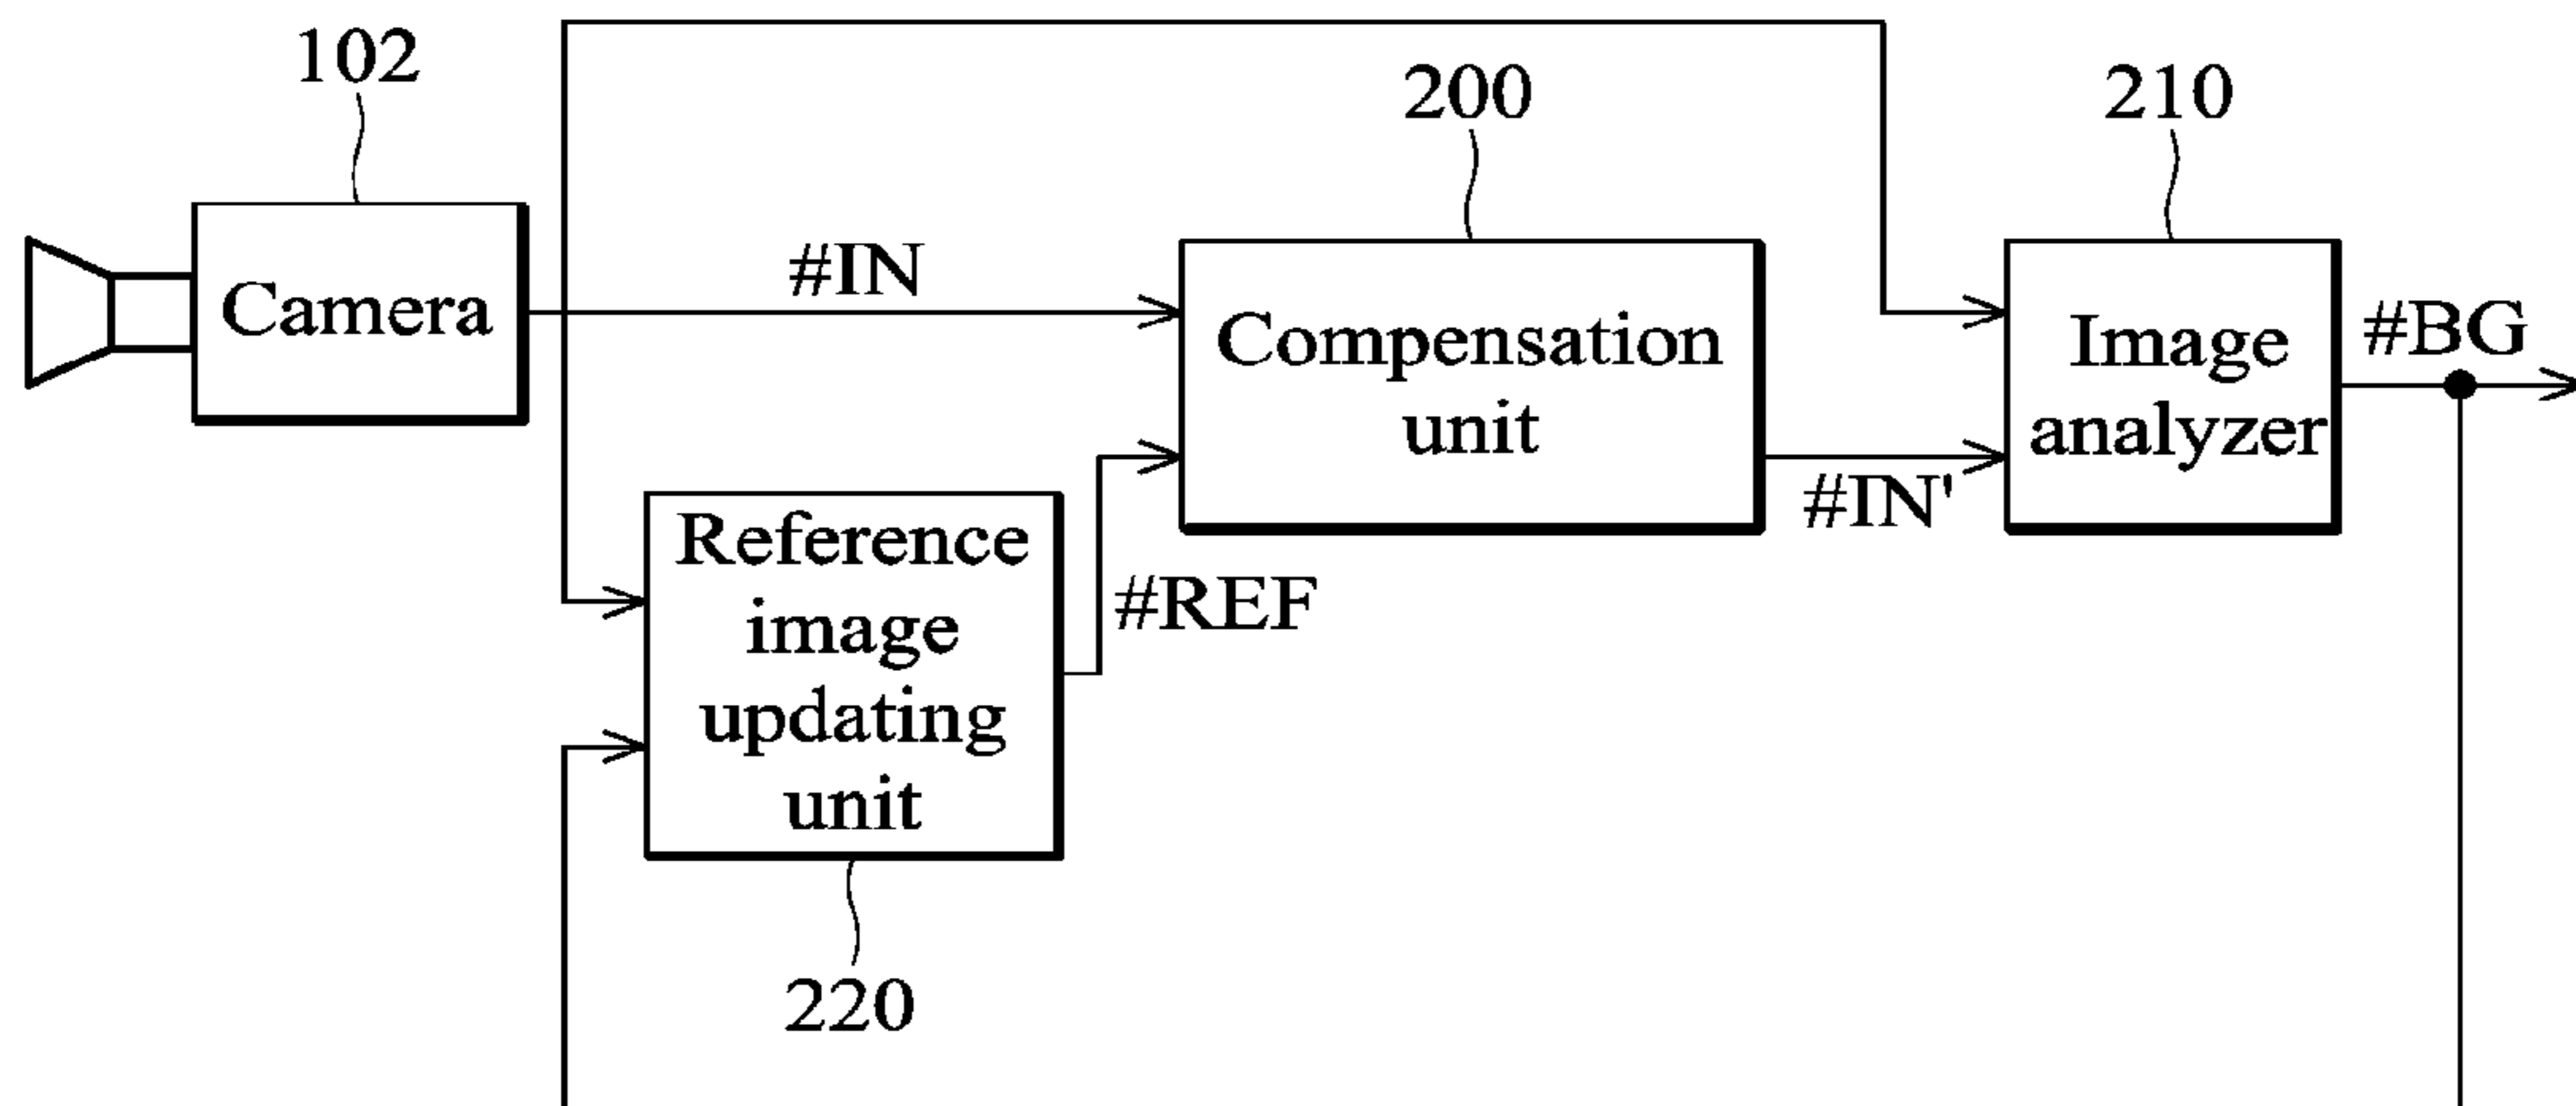 102
200
210
Camera
#IN
Compensation
unit
Image
analyzer
#BG
#IN'
Reference
image
updating
unit
#REF
220